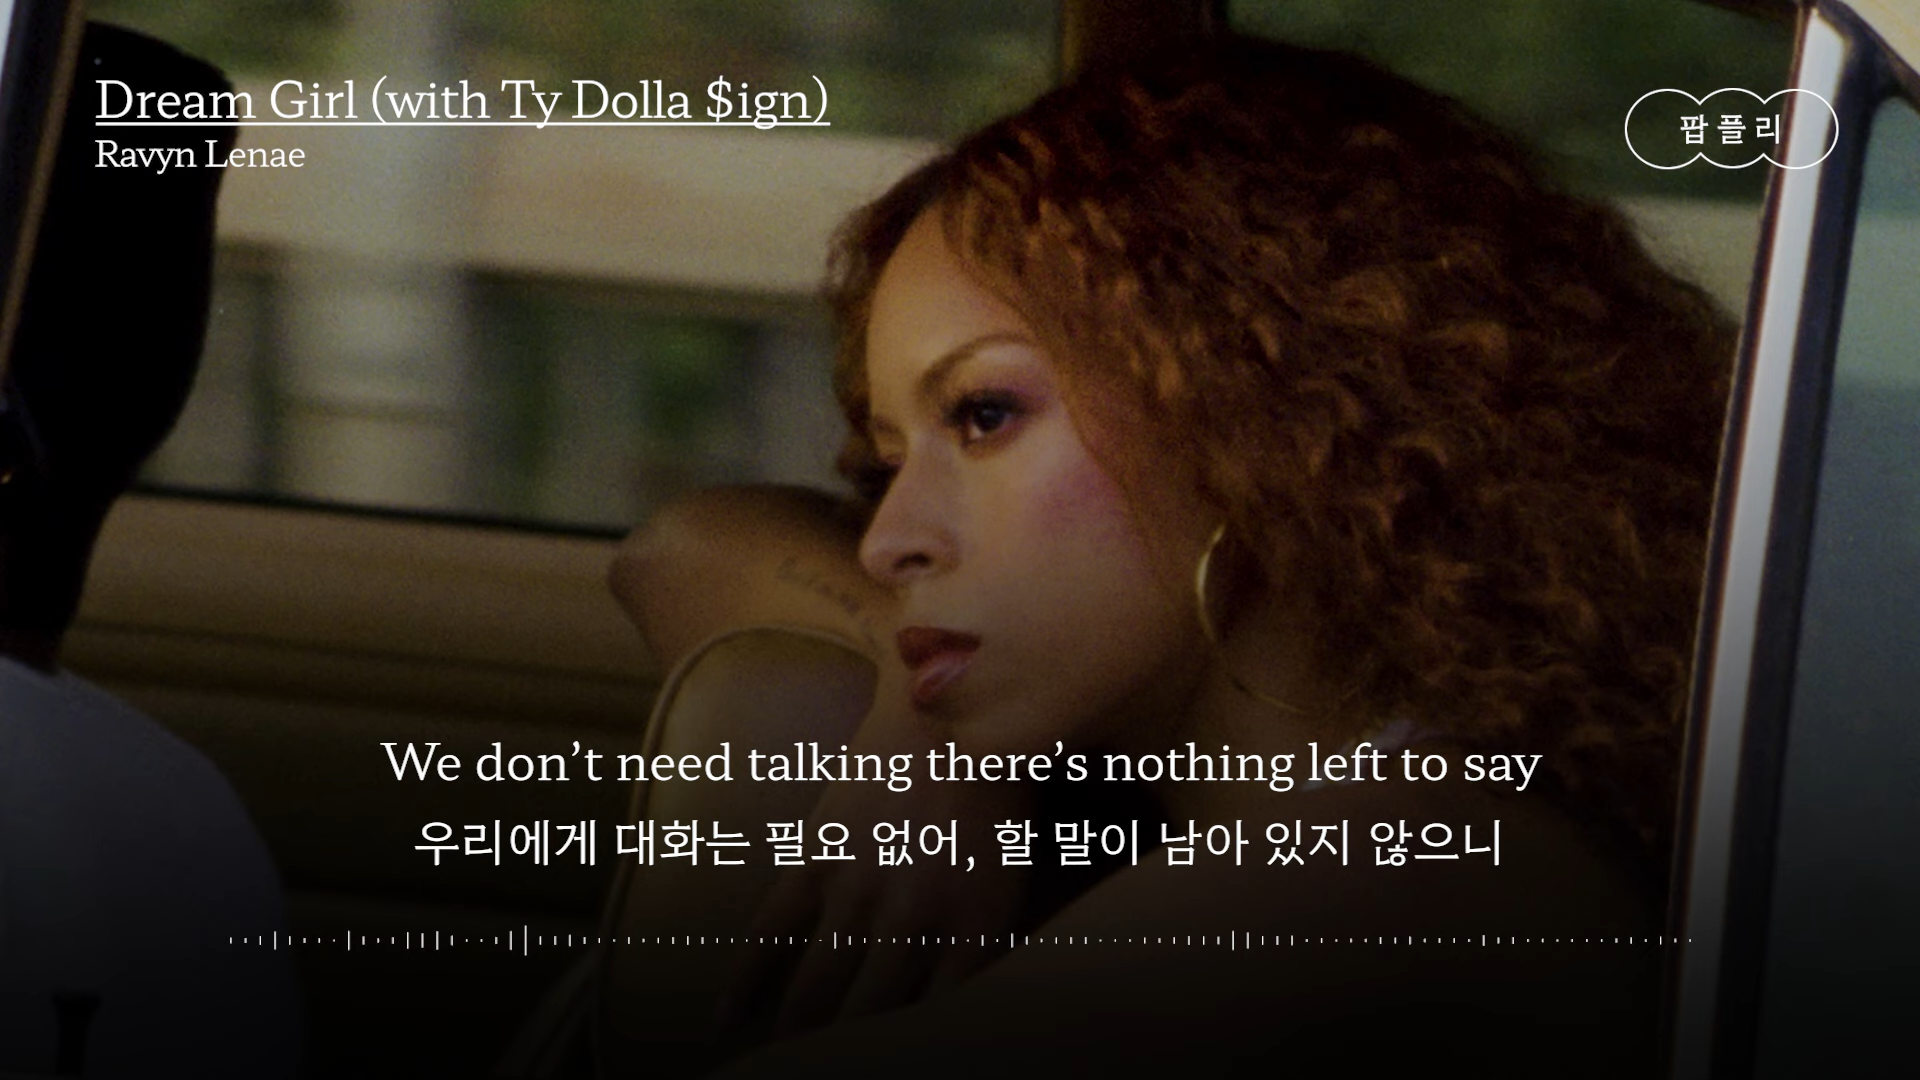 Dream Girl (with Ty Dolla $ign)
Ravyn Lenae
팝플리
We don’t need talking there’s nothing left to say
우리에게 대화는 필요 없어, 할 말이 남아 있지 않으니